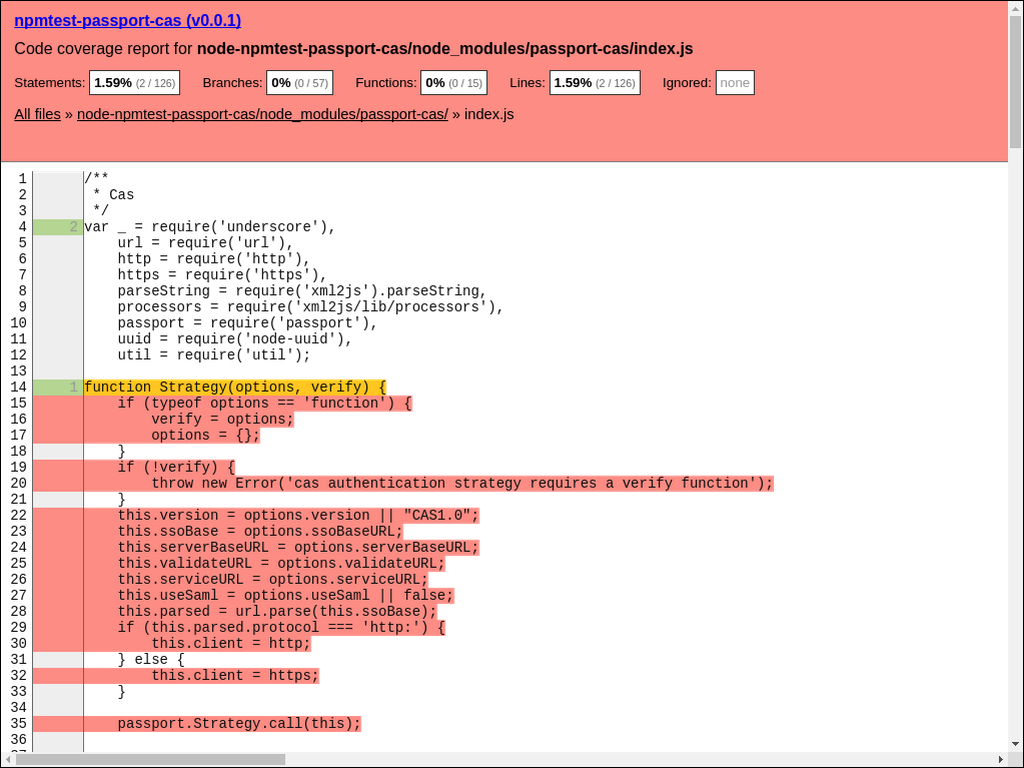 npmtest-passport-cas (v0.0.1)
Code coverage report for node-npmtest-passport-cas/node_modules/passport-cas/index.js
Statements: 1.59% (2 / 126) Branches: 0% (0 / 57) Functions: 0% (0 / 15) Lines: 1.59% (2 / 126) Ignored: none
All files » node-npmtest-passport-cas/node_modules/passport-cas/ » index.js
1 /**
2  * Cas
3  */
4 2 var _ = require('underscore'),
5     url = require('url'),
6     http = require('http'),
7     https = require('https'),
8     parseString = require('xml2js').parseString,
9     processors = require('xml2js/lib/processors'),
10     passport = require('passport'),
11     uuid = require('node-uuid'),
12     util = require('util');
13
14 1 function Strategy(options, verify) {
15     if (typeof options == 'function') {
16         verify = options;
17         options = {};
18     }
19     if (!verify) {
20         throw new Error('cas authentication strategy requires a verify function');
21     }
22     this.version = options.version || "CAS1.0";
23     this.ssoBase = options.ssoBaseURL;
24     this.serverBaseURL = options.serverBaseURL;
25     this.validateURL = options.validateURL;
26     this.serviceURL = options.serviceURL;
27     this.useSaml = options.useSaml || false;
28     this.parsed = url.parse(this.ssoBase);
29     if (this.parsed.protocol === 'http:') {
30         this.client = http;
31     } else {
32         this.client = https;
33     }
34
35     passport.Strategy.call(this);
36